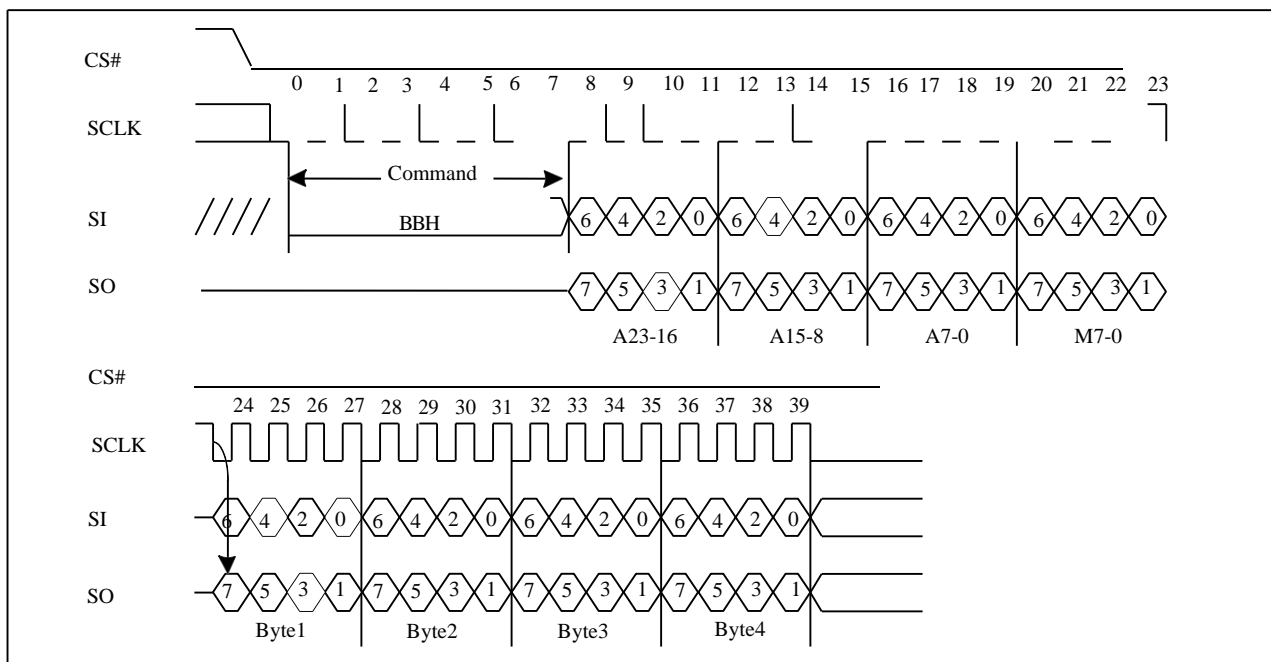 CS#
0 1 2 3 4 5 6 7 8 9 10 11 12 13 14 15 16 17 18 19 20 21 22 23
SCLK
Command
SI BBH 6 4 2 0 6 4 2 0 6 4 2 0 6 4 2 0
SO 7 5 3 1 7 5 3 1 7 5 3 1 7 5 3 1
A23-16 A15-8 A7-0 M7-0
CS#
24 25 26 27 28 29 30 31 32 33 34 35 36 37 38 39
SCLK
SI 6 4 2 0 6 4 2 0 6 4 2 0 6 4 2 0
SO 7 5 3 1 7 5 3 1 7 5 3 1 7 5 3 1
Byte1 Byte2 Byte3 Byte4